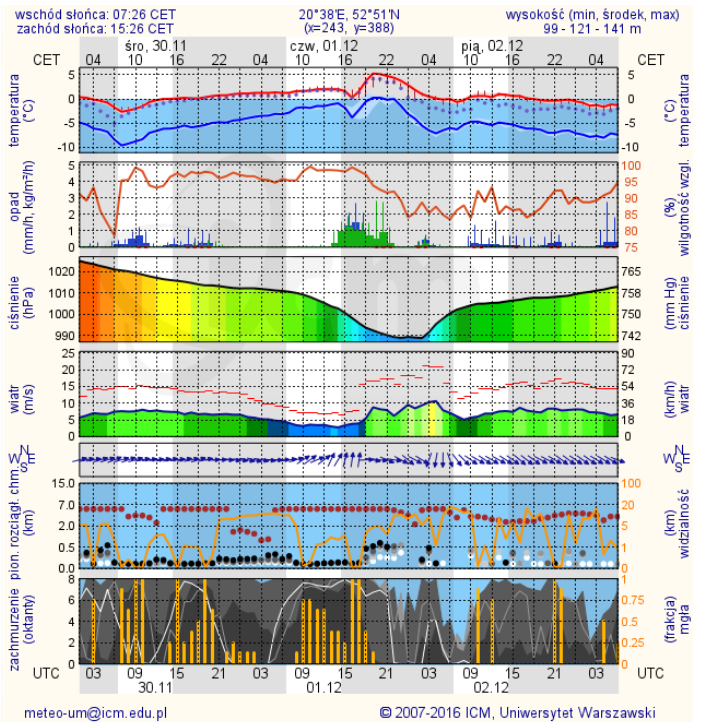 wschód słońca: 07:26 CET 20°38'E, 52°51'N wysokość (min, środek, max)
zachód słońca: 15:26 CET (x=243, y=388) 99 - 121 - 141 m
śro, 30.11 czw, 01.12 pią, 02.12
CET 04 10 16 22 04 10 16 22 04 10 16 22 04 CET
temperatura (°C) 5 0 -5 -10 5 0 -5 -10 temperatura (°C)
opad (mm/h, kg/m²/h) 5 4 3 2 1 0 100 95 90 85 80 75 (%) wilgotność wzgl.
ciśnienie (hPa) 1020 1010 1000 990 765 758 750 742 (mm Hg) ciśnienie
wiatr (m/s) 25 20 15 10 5 0 90 72 54 36 18 0 (km/h) wiatr
N W E S N W E S
pion. rozciągł. chm. (km) 15.0 7.0 2.0 0.5 0.0 100 20 5 1 0 (km) widzialność
zachmurzenie (oktanty) 8 6 4 2 0 1 0.75 0.5 0.25 0 (frakcja) mgła
UTC 03 09 15 21 03 09 15 21 03 09 15 21 03 UTC
30.11 01.12 02.12
meteo-um@icm.edu.pl © 2007-2016 ICM, Uniwersytet Warszawski